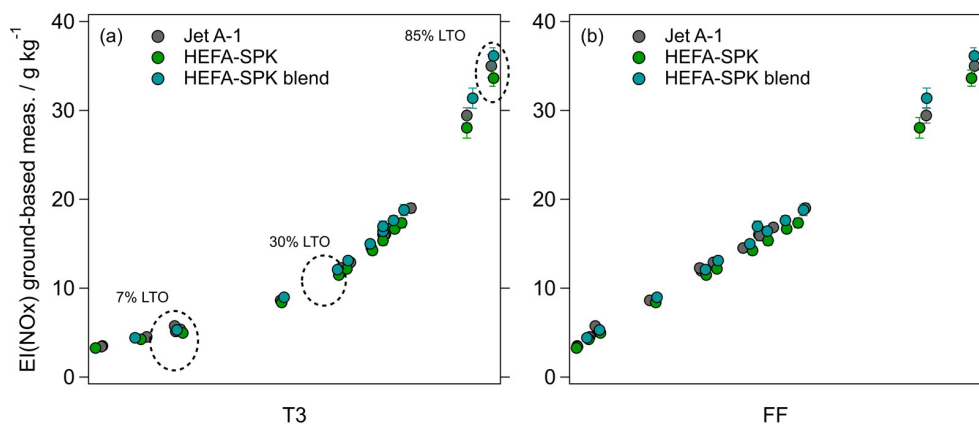 EI(NOx) ground-based meas. / g kg⁻¹
40
30
20
10
0
(a)
Jet A-1
HEFA-SPK
HEFA-SPK blend
85% LTO
30% LTO
7% LTO
T3
40
30
20
10
0
(b)
Jet A-1
HEFA-SPK
HEFA-SPK blend
FF